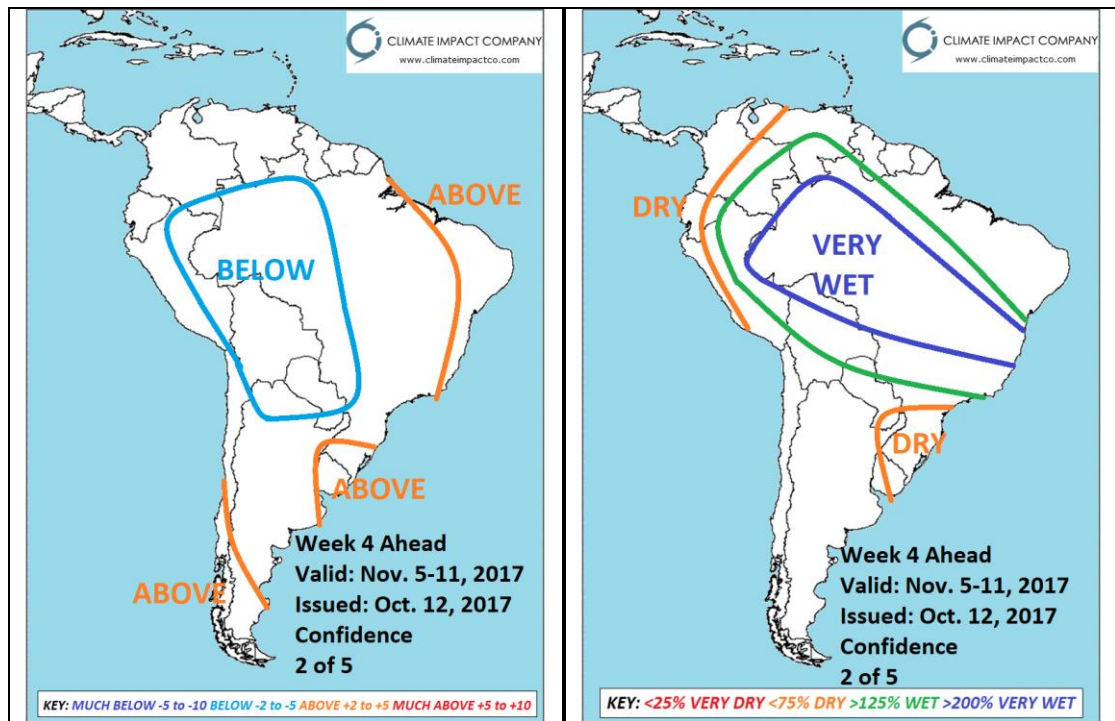 CLIMATE IMPACT COMPANY
www.climateimpactco.com
ABOVE
BELOW
ABOVE
ABOVE
Week 4 Ahead
Valid: Nov. 5-11, 2017
Issued: Oct. 12, 2017
Confidence
2 of 5
KEY: MUCH BELOW -5 to -10 BELOW -2 to -5 ABOVE +2 to +5 MUCH ABOVE +5 to +10
CLIMATE IMPACT COMPANY
www.climateimpactco.com
DRY
VERY
WET
DRY
Week 4 Ahead
Valid: Nov. 5-11, 2017
Issued: Oct. 12, 2017
Confidence
2 of 5
KEY: <25% VERY DRY <75% DRY >125% WET >200% VERY WET